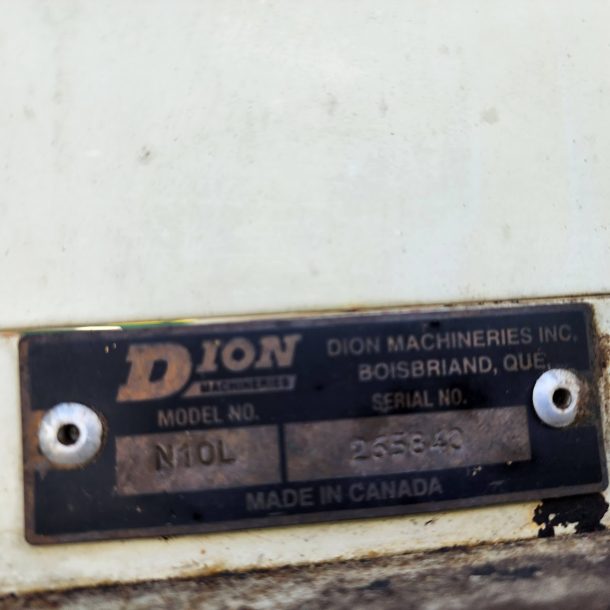 DION
MACHINERIES
DION MACHINERIES INC.
BOISBRIAND, QUÉ.
MODEL NO.
SERIAL NO.
N10L
MADE IN CANADA